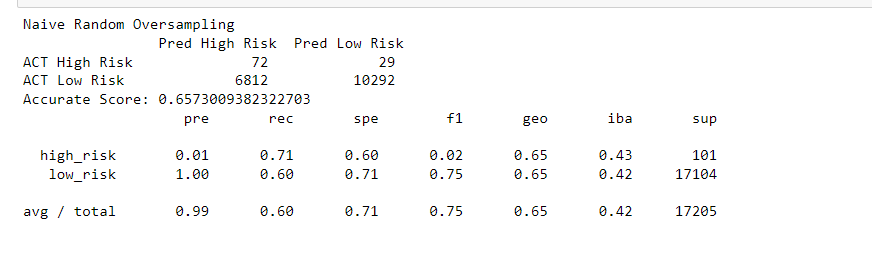 Naive Random Oversampling
Pred High Risk Pred Low Risk
ACT High Risk 72 29
ACT Low Risk 6812 10292
Accurate Score: 0.6573009382322703
pre rec spe f1 geo iba sup
high_risk 0.01 0.71 0.60 0.02 0.65 0.43 101
low_risk 1.00 0.60 0.71 0.75 0.65 0.42 17104
avg / total 0.99 0.60 0.71 0.75 0.65 0.42 17205